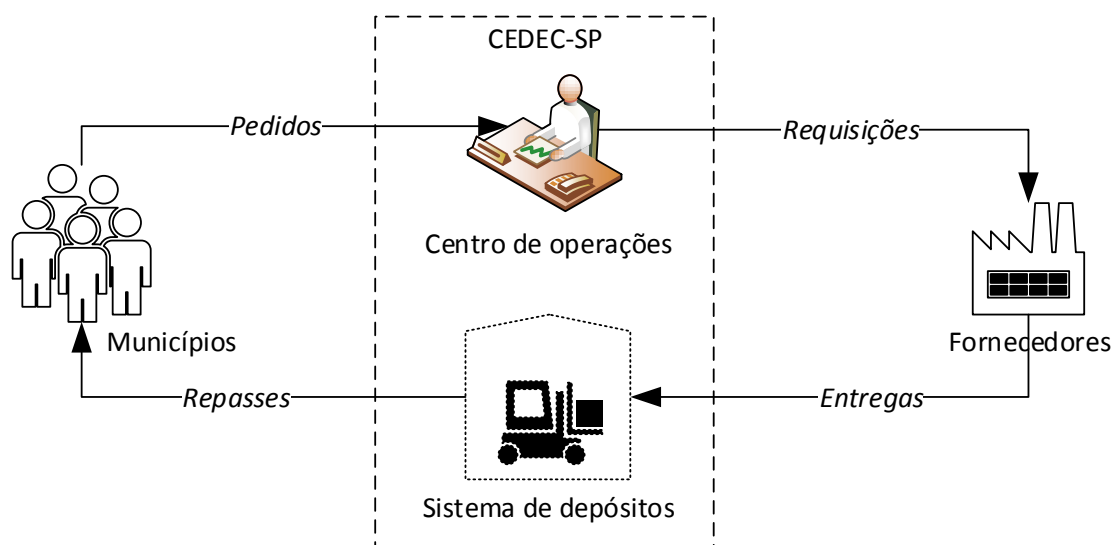 CEDEC-SP
Pedidos
Requisições
Centro de operações
Municípios
Fornecedores
Repasses
Entregas
Sistema de depósitos